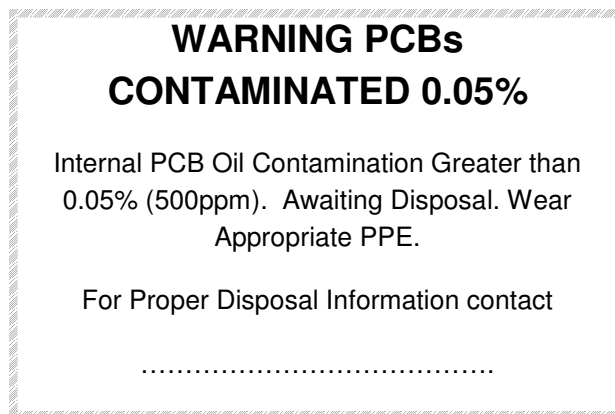 WARNING PCBs
CONTAMINATED 0.05%
Internal PCB Oil Contamination Greater than
0.05% (500ppm).  Awaiting Disposal. Wear
Appropriate PPE.
For Proper Disposal Information contact
…………………………………….